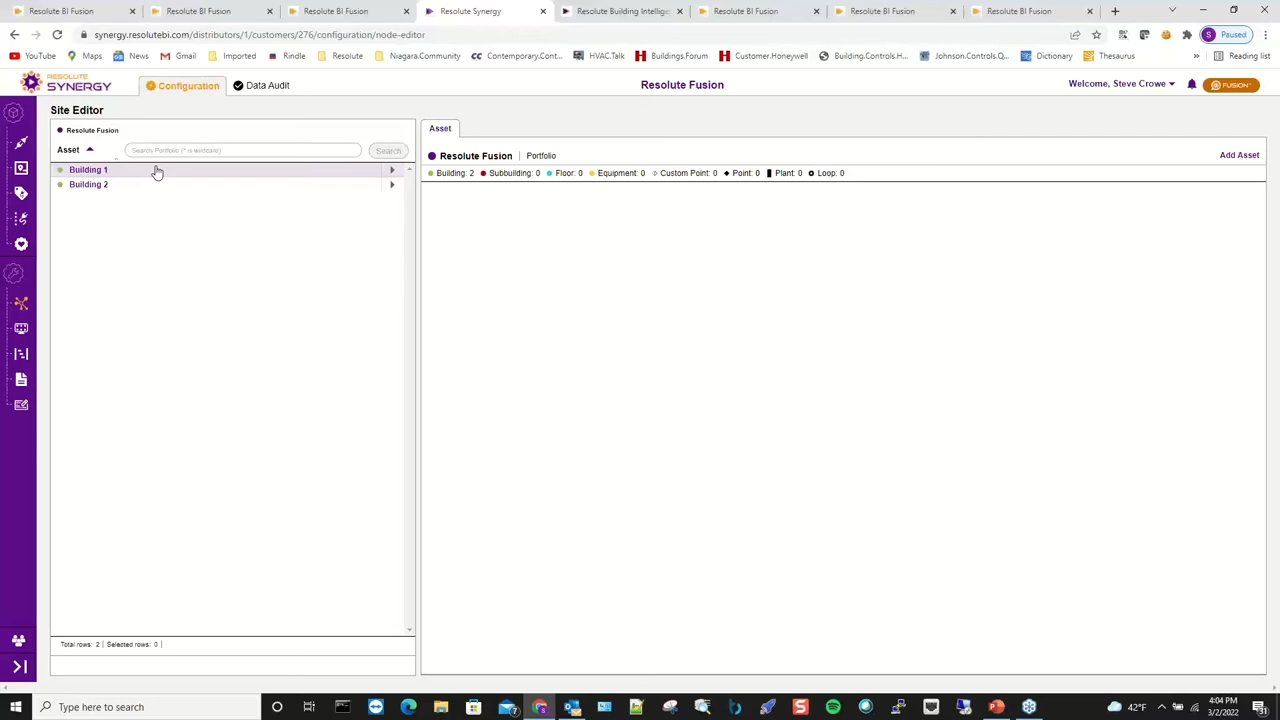 Resolute BI Fusion
Resolute BI Fusion
Resolute BI Fusion
Resolute Synergy
Resolute Building Intellige
Resolute BI Fusion
Resolute BI Fusion
Resolute BI Fusion
synergy.resolutebi.com/distributors/1/customers/276/configuration/node-editor
S Paused
YouTube Maps News Gmail Imported Rindle Resolute Niagara.Community Contemporary.Cont... HVAC.Talk Buildings.Forum Customer.Honeywell Building.Controls.H... Johnson.Controls.Q... Dictionary Thesaurus » Reading list
RESOLUTE
SYNERGY
Configuration
Data Audit
Resolute Fusion
Welcome, Steve Crowe
FUSION
Site Editor
Resolute Fusion
Asset
Search Portfolio (* is wildcard)
Search
Building 1
Building 2
Total rows: 2 | Selected rows: 0 |
Asset
Resolute Fusion | Portfolio
Add Asset
Building: 2 Subbuilding: 0 Floor: 0 Equipment: 0 Custom Point: 0 Point: 0 Plant: 0 Loop: 0
Type here to search
7
42°F
4:04 PM
3/2/2022